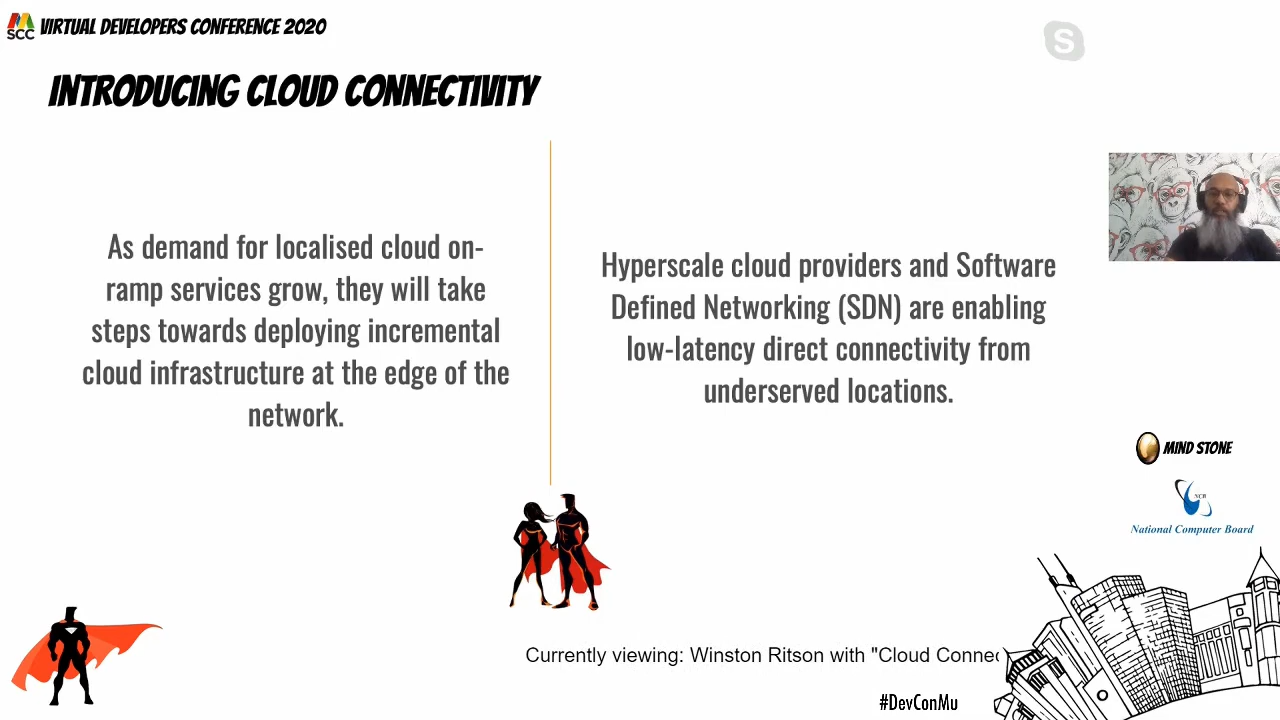 MSCC
VIRTUAL DEVELOPERS CONFERENCE 2020
S
INTRODUCING CLOUD CONNECTIVITY
As demand for localised cloud on-
ramp services grow, they will take
steps towards deploying incremental
cloud infrastructure at the edge of the
network.
Hyperscale cloud providers and Software
Defined Networking (SDN) are enabling
low-latency direct connectivity from
underserved locations.
MIND STONE
NCB
National Computer Board
Currently viewing: Winston Ritson with "Cloud Connec
#DevConMu